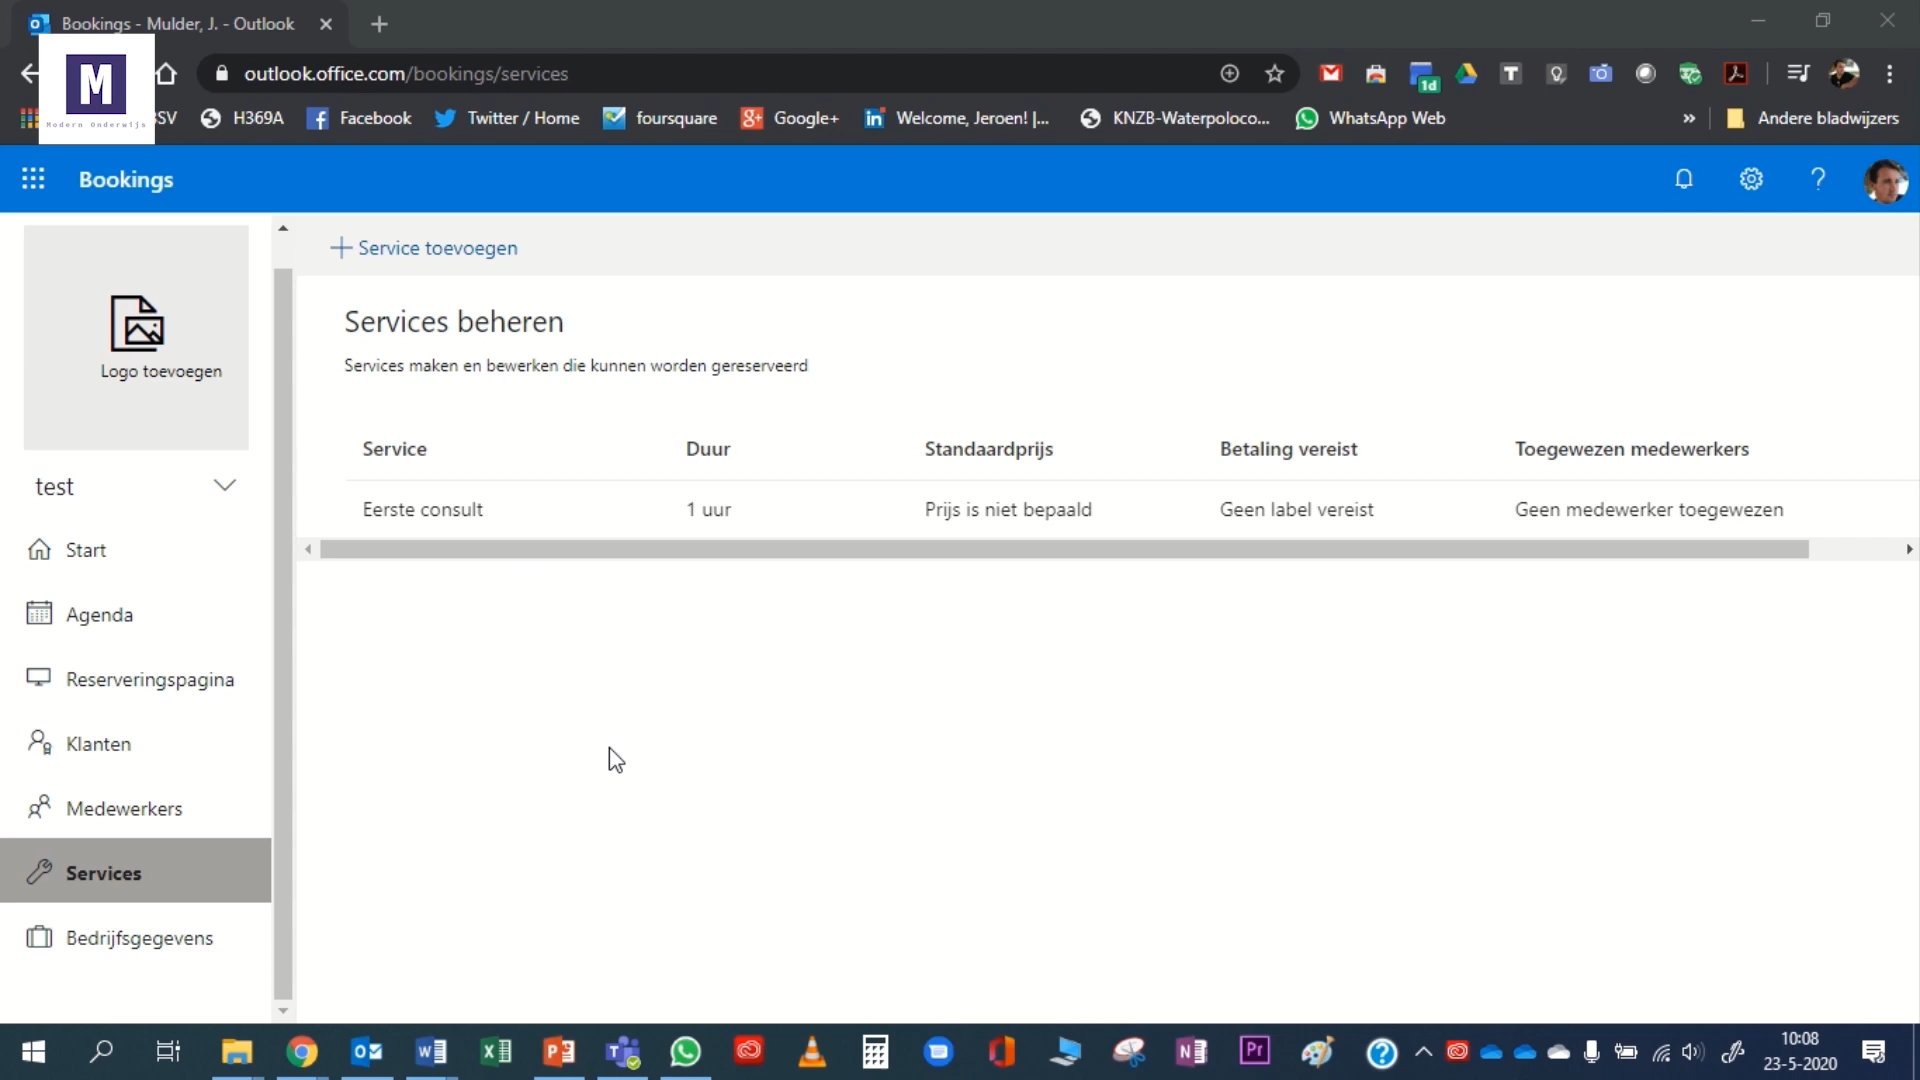 Bookings - Mulder, J. - Outlook
outlook.office.com/bookings/services
1d
M
Modern Onderwijs
SV
H369A
Facebook
Twitter / Home
foursquare
Google+
Welcome, Jeroen! |...
KNZB-Waterpoloco...
WhatsApp Web
»
Andere bladwijzers
Bookings
Logo toevoegen
test
Start
Agenda
Reserveringspagina
Klanten
Medewerkers
Services
Bedrijfsgegevens
Service toevoegen
Services beheren
Services maken en bewerken die kunnen worden gereserveerd
Service Duur Standaardprijs Betaling vereist Toegewezen medewerkers
Eerste consult 1 uur Prijs is niet bepaald Geen label vereist Geen medewerker toegewezen
10:08
23-5-2020